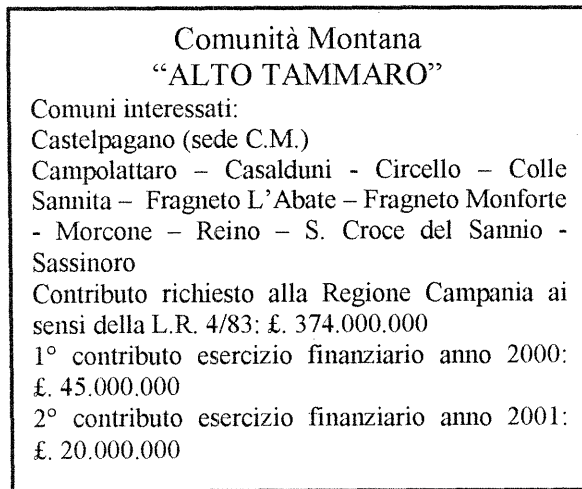 Comunità Montana
“ALTO TAMMARO”
Comuni interessati:
Castelpagano (sede C.M.)
Campolattaro – Casalduni - Circello – Colle
Sannita – Fragneto L’Abate – Fragneto Monforte
- Morcone – Reino – S. Croce del Sannio -
Sassinoro
Contributo richiesto alla Regione Campania ai
sensi della L.R. 4/83: £. 374.000.000
1° contributo esercizio finanziario anno 2000:
£. 45.000.000
2° contributo esercizio finanziario anno 2001:
£. 20.000.000